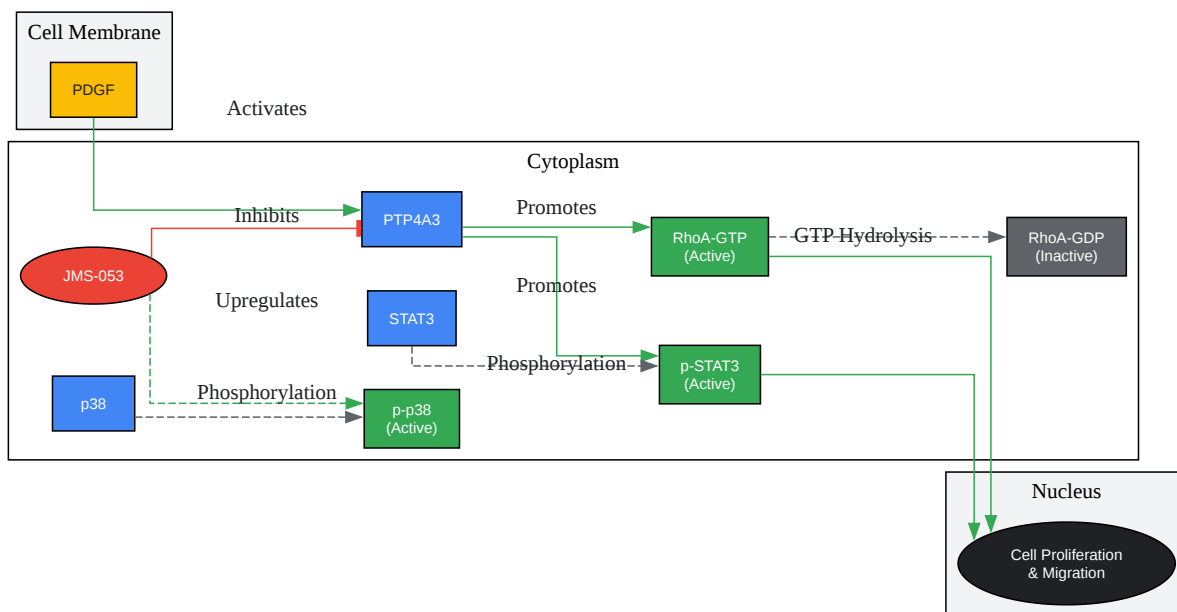 Cell Membrane
PDGF
Activates
Cytoplasm
Inhibits
PTP4A3
Promotes
RhoA-GTP
(Active)
GTP Hydrolysis
RhoA-GDP
(Inactive)
JMS-053
Upregulates
STAT3
Promotes
Phosphorylation
p-STAT3
(Active)
p38
Phosphorylation
p-p38
(Active)
Nucleus
Cell Proliferation
& Migration